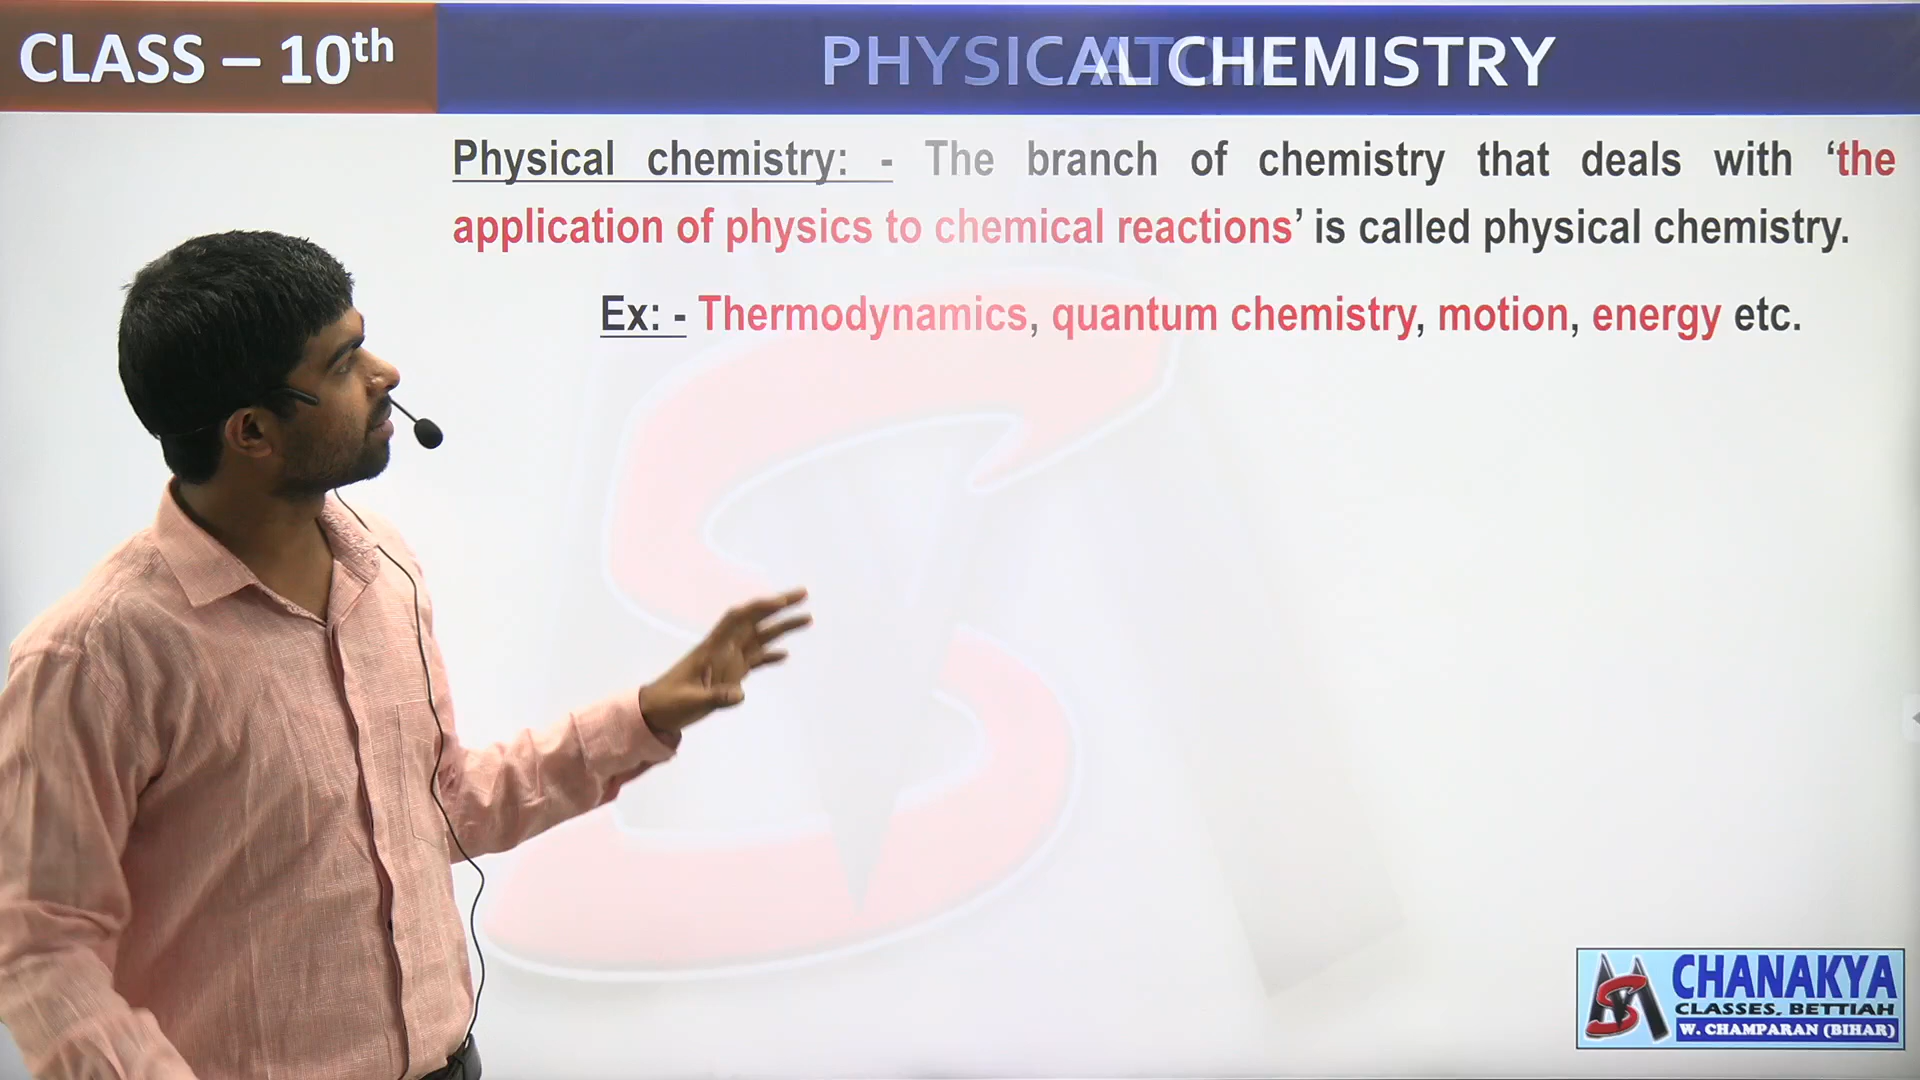 CLASS – 10th
PHYSICAL CHEMISTRY
Physical chemistry: - The branch of chemistry that deals with ‘the
application of physics to chemical reactions’ is called physical chemistry.
Ex: - Thermodynamics, quantum chemistry, motion, energy etc.
CHANAKYA
CLASSES, BETTIAH
W. CHAMPARAN (BIHAR)